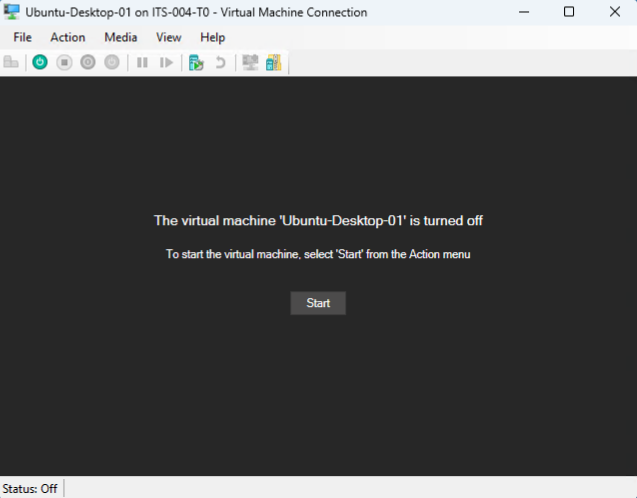 Ubuntu-Desktop-01 on ITS-004-T0 - Virtual Machine Connection
File Action Media View Help
The virtual machine 'Ubuntu-Desktop-01' is turned off
To start the virtual machine, select 'Start' from the Action menu
Start
Status: Off